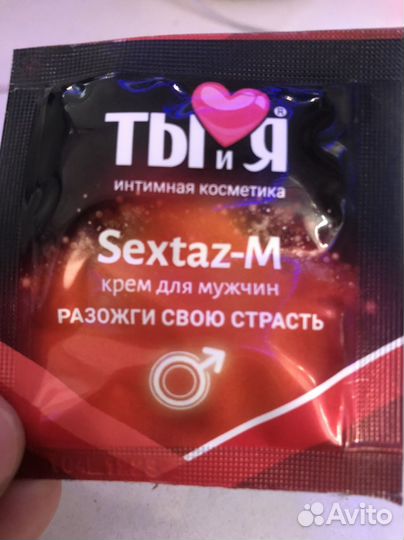 ТЫ и Я®
интимная косметика
Sextaz-M
крем для мужчин
РАЗОЖГИ СВОЮ СТРАСТЬ
Avito